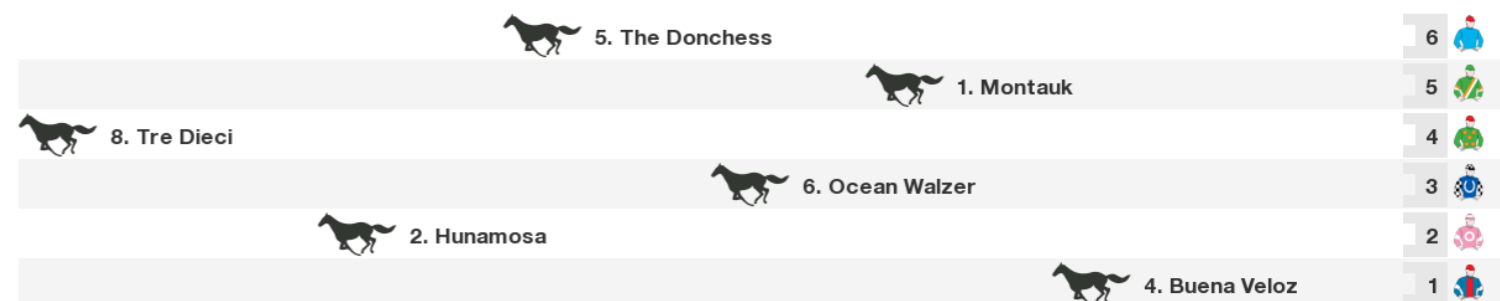 5. The Donchess 6
1. Montauk 5
8. Tre Dieci 4
6. Ocean Walzer 3
2. Hunamosa 2
4. Buena Veloz 1